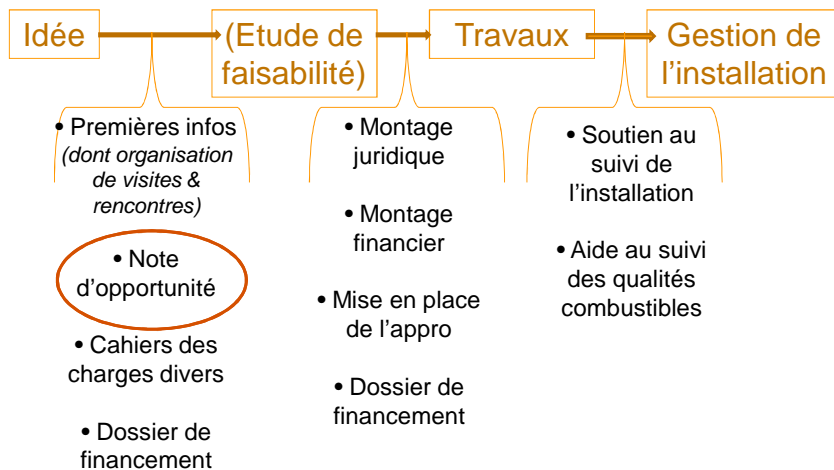 Idée
(Etude de
faisabilité)
Travaux
Gestion de
l'installation
• Premières infos
(dont organisation
de visites &
rencontres)
• Note
d'opportunité
• Cahiers des
charges divers
• Dossier de
financement
• Montage
juridique
• Montage
financier
• Mise en place
de l'appro
• Dossier de
financement
• Soutien au
suivi de
l'installation
• Aide au suivi
des qualités
combustibles